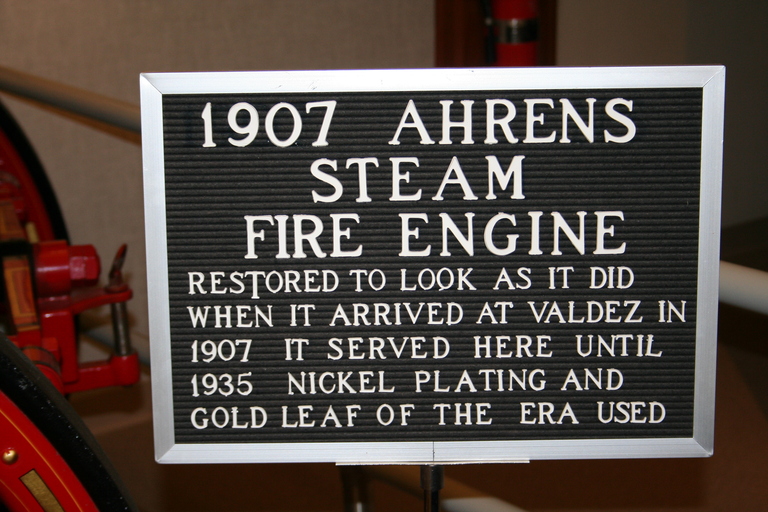 1907 AHRENS
STEAM
FIRE ENGINE
RESTORED TO LOOK AS IT DID
WHEN IT ARRIVED AT VALDEZ IN
1907 IT SERVED HERE UNTIL
1935 NICKEL PLATING AND
GOLD LEAF OF THE ERA USED